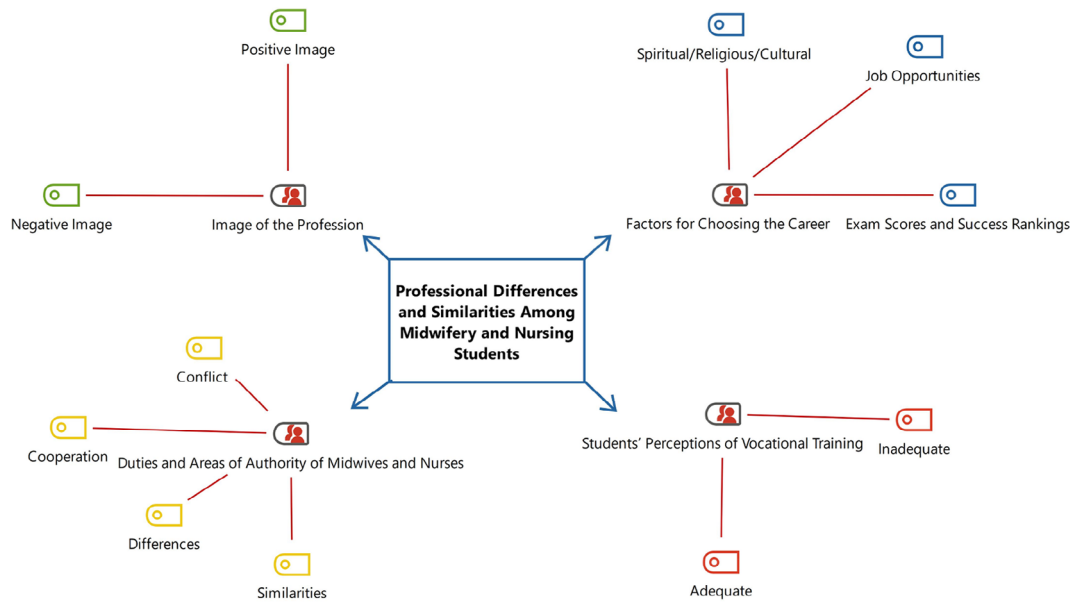 Positive Image
Spiritual/Religious/Cultural
Job Opportunities
Negative Image
Image of the Profession
Factors for Choosing the Career
Exam Scores and Success Rankings
Professional Differences
and Similarities Among
Midwifery and Nursing
Students
Conflict
Cooperation
Duties and Areas of Authority of Midwives and Nurses
Differences
Similarities
Students’ Perceptions of Vocational Training
Inadequate
Adequate